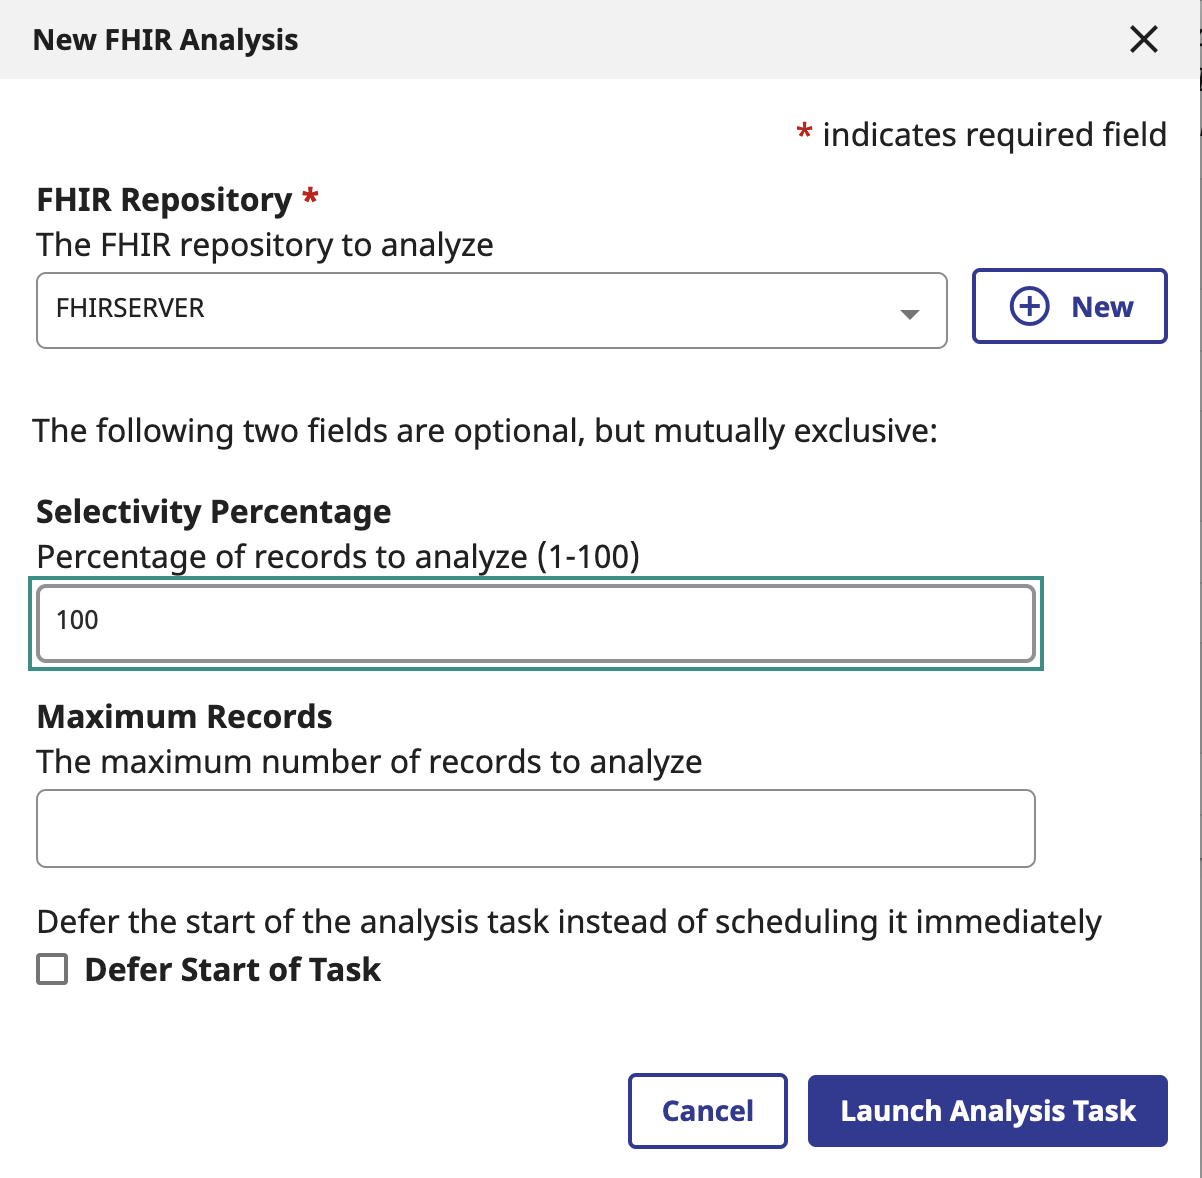 New FHIR Analysis
* indicates required field
FHIR Repository *
The FHIR repository to analyze
FHIRSERVER
New
The following two fields are optional, but mutually exclusive:
Selectivity Percentage
Percentage of records to analyze (1-100)
100
Maximum Records
The maximum number of records to analyze
Defer the start of the analysis task instead of scheduling it immediately
Defer Start of Task
Cancel
Launch Analysis Task